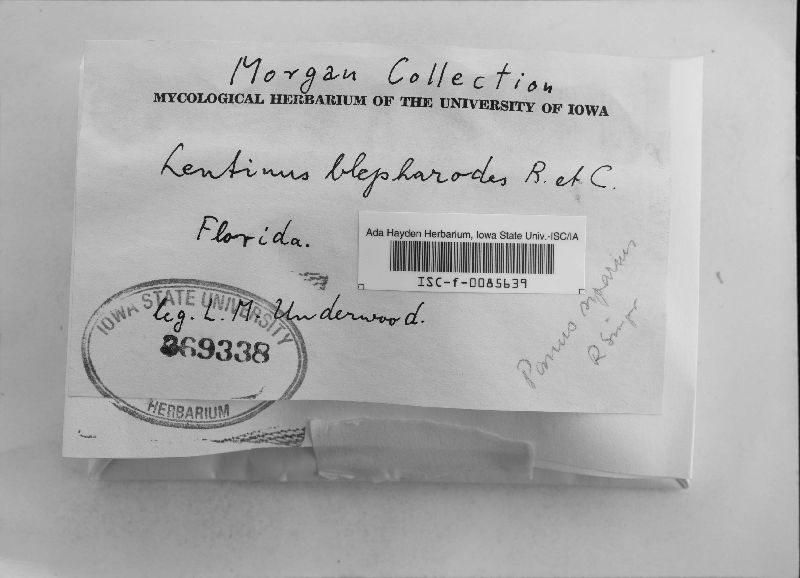 Morgan Collection
MYCOLOGICAL HERBARIUM OF THE UNIVERSITY OF IOWA
Lentinus blepharodes B. et C.
Florida.
Ada Hayden Herbarium, Iowa State Univ.-ISC/IA
ISC-f-0085639
leg. L. M. Underwood.
IOWA STATE UNIVERSITY
369338
HERBARIUM
Panus
R Singer